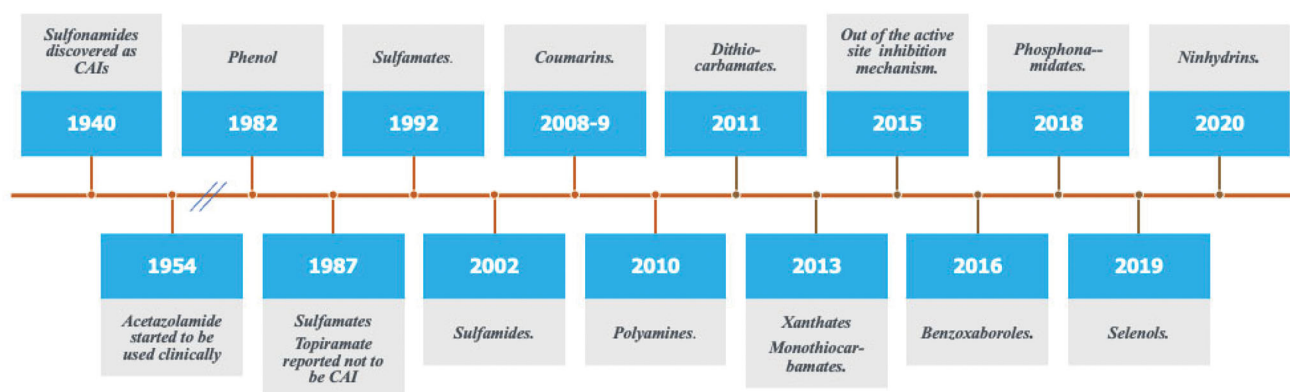 Sulfonamides
discovered as
CAIs
1940
Phenol
1982
Sulfamates.
1992
Coumarins.
2008-9
Dithio-
carbamates.
2011
Out of the active
site inhibition
mechanism.
2015
Phosphona--
midates.
2018
Ninhydrins.
2020
1954
Acetazolamide
started to be
used clinically
1987
Sulfamates
Topiramate
reported not to
be CAI
2002
Sulfamides.
2010
Polyamines.
2013
Xanthates
Monothiocar-
bamates.
2016
Benzoxaboroles.
2019
Selenols.